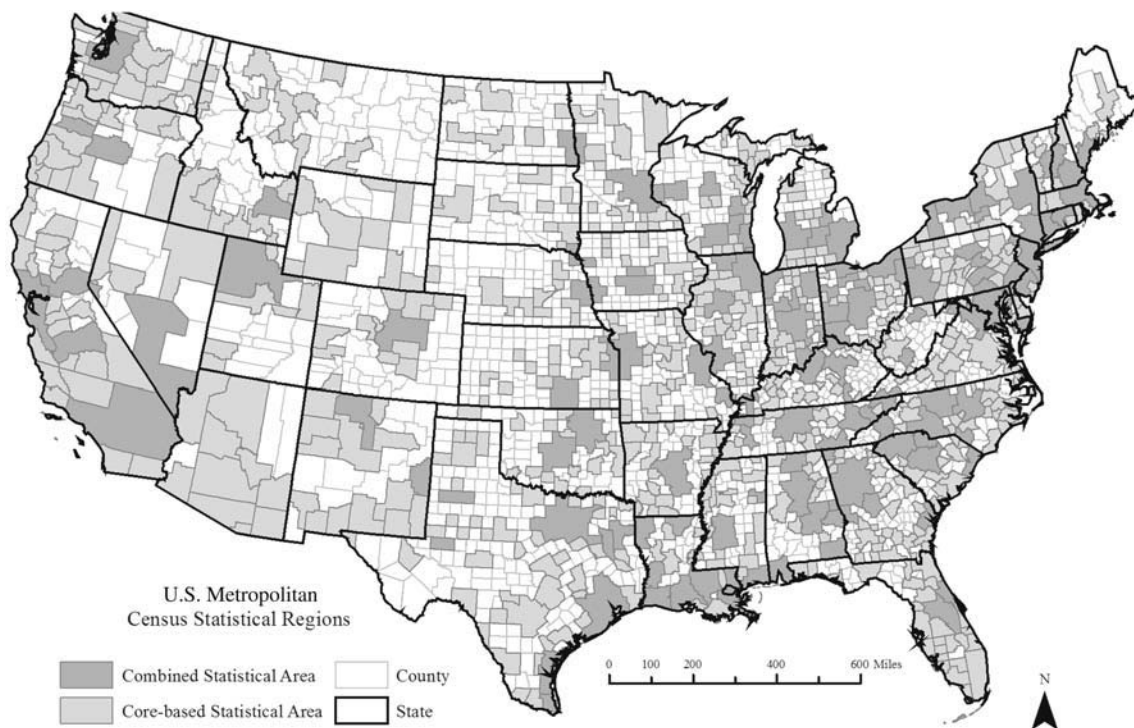 U.S. Metropolitan
Census Statistical Regions
Combined Statistical Area
County
Core-based Statistical Area
State
0 100 200 400 600 Miles
N